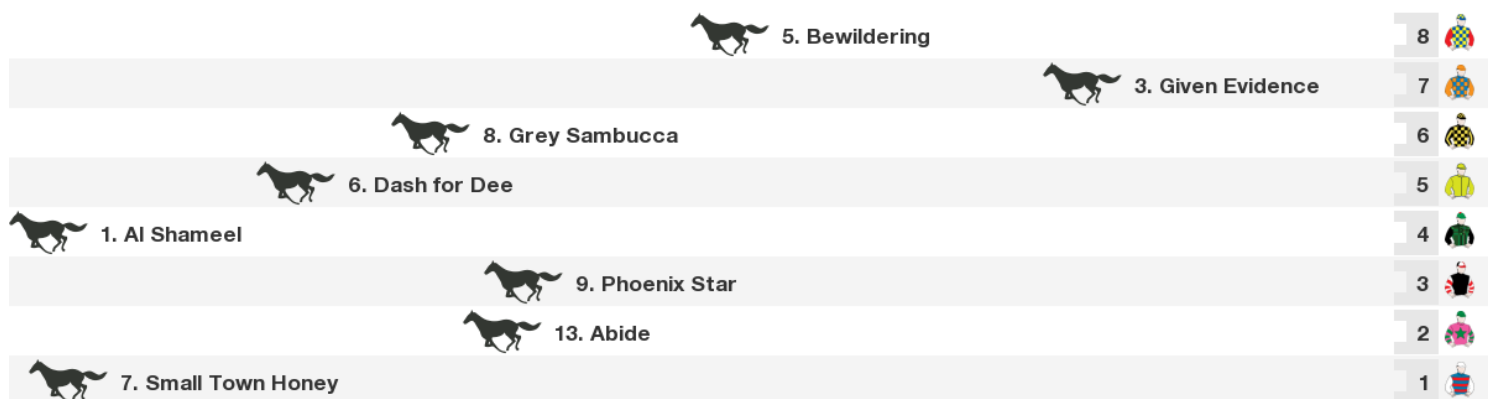 5. Bewildering 8
3. Given Evidence 7
8. Grey Sambucca 6
6. Dash for Dee 5
1. Al Shameel 4
9. Phoenix Star 3
13. Abide 2
7. Small Town Honey 1